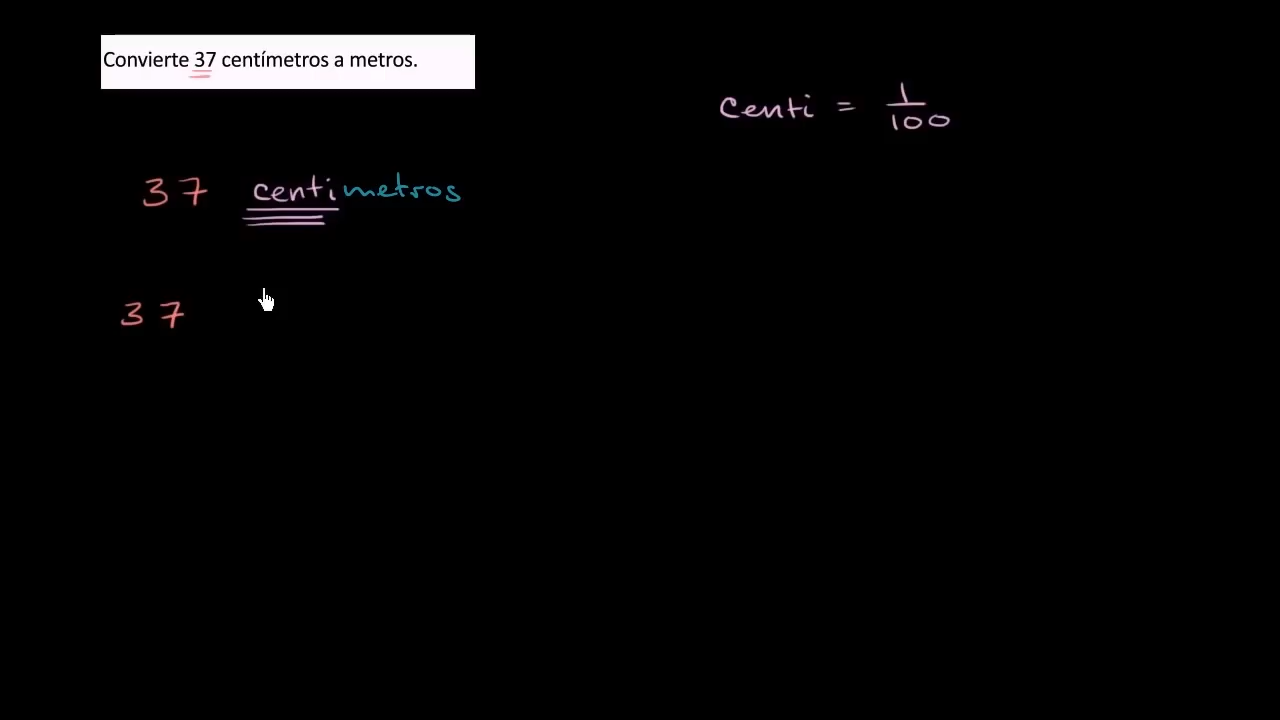 Convierte 37 centímetros a metros.
centi = 1/100
37 centimetros
37